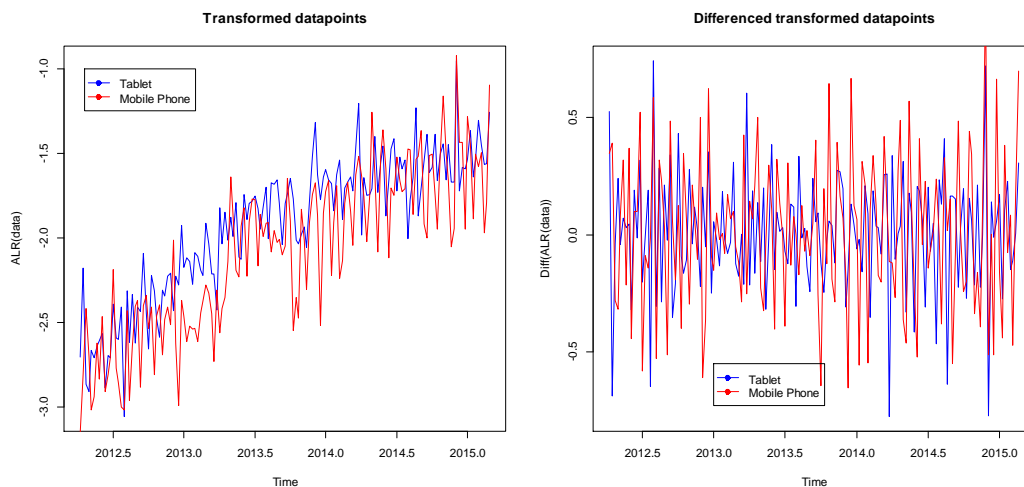 Transformed datapoints
ALR(data)
-1.0
-1.5
-2.0
-2.5
-3.0
Tablet
Mobile Phone
2012.5 2013.0 2013.5 2014.0 2014.5 2015.0
Time
Differenced transformed datapoints
Diff(ALR(data))
0.5
0.0
-0.5
Tablet
Mobile Phone
2012.5 2013.0 2013.5 2014.0 2014.5 2015.0
Time